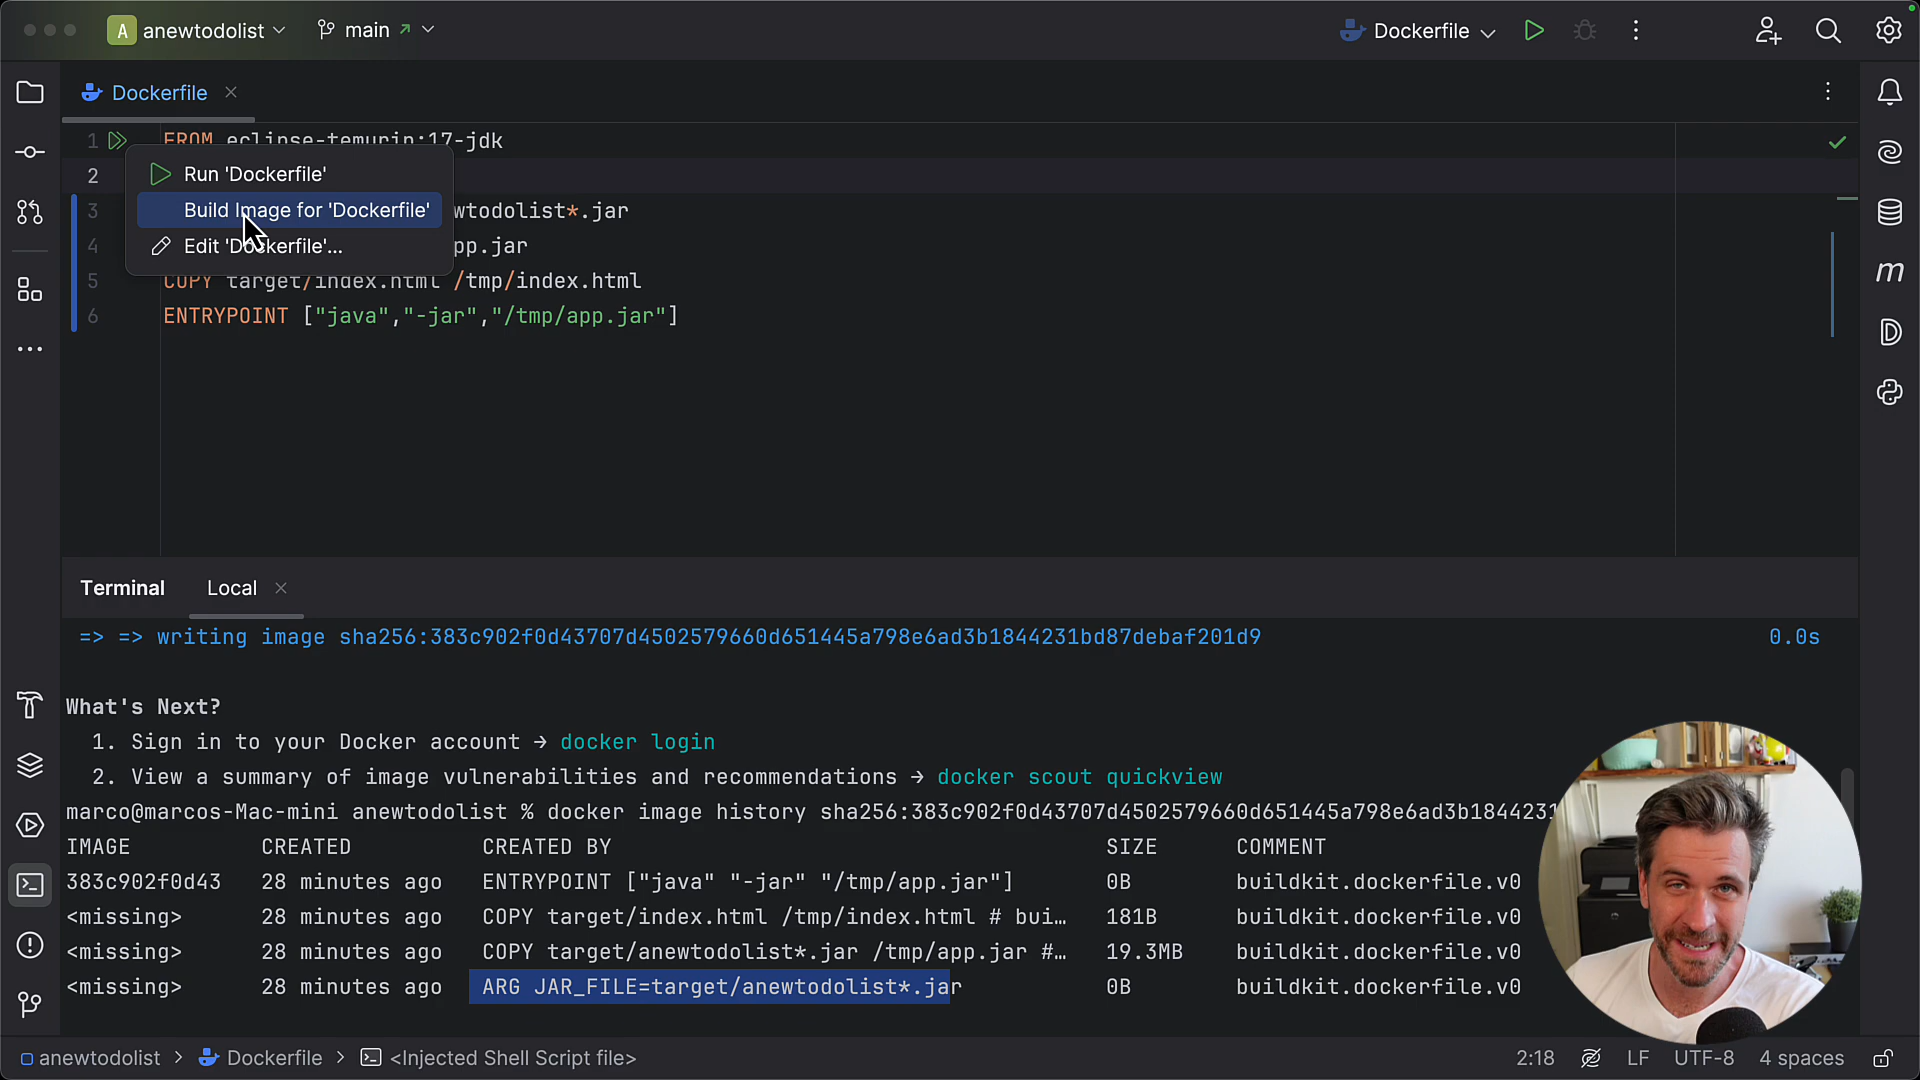 A anewtodolist main Dockerfile
Dockerfile
1 FROM eclipse-temurin:17-jdk
Run 'Dockerfile'
2
Build Image for 'Dockerfile'
3 wtodolist*.jar
Edit 'Dockerfile'...
4 pp.jar
5 COPY target/index.html /tmp/index.html
6 ENTRYPOINT ["java","-jar","/tmp/app.jar"]
Terminal Local
=> => writing image sha256:383c902f0d43707d4502579660d651445a798e6ad3b1844231bd87debaf201d9 0.0s
What's Next?
1. Sign in to your Docker account → docker login
2. View a summary of image vulnerabilities and recommendations → docker scout quickview
marco@marcos-Mac-mini anewtodolist % docker image history sha256:383c902f0d43707d4502579660d651445a798e6ad3b1844231
IMAGE CREATED CREATED BY SIZE COMMENT
383c902f0d43 28 minutes ago ENTRYPOINT ["java" "-jar" "/tmp/app.jar"] 0B buildkit.dockerfile.v0
<missing> 28 minutes ago COPY target/index.html /tmp/index.html # bui… 181B buildkit.dockerfile.v0
<missing> 28 minutes ago COPY target/anewtodolist*.jar /tmp/app.jar #… 19.3MB buildkit.dockerfile.v0
<missing> 28 minutes ago ARG JAR_FILE=target/anewtodolist*.jar 0B buildkit.dockerfile.v0
anewtodolist > Dockerfile > <Injected Shell Script file> 2:18 LF UTF-8 4 spaces